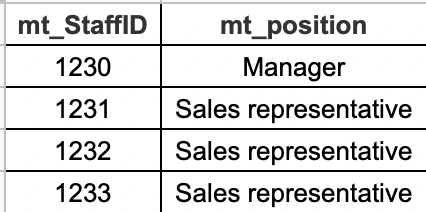 mt_StaffID mt_position
1230 Manager
1231 Sales representative
1232 Sales representative
1233 Sales representative